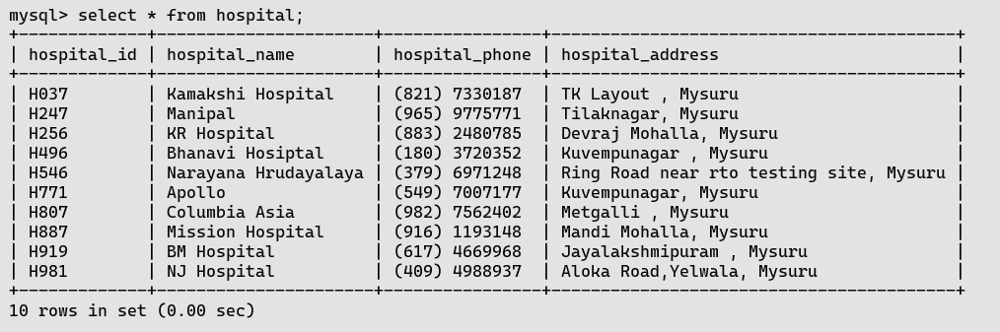 mysql> select * from hospital;
+-------------+----------------------+----------------+-----------------------------------------+
| hospital_id | hospital_name        | hospital_phone | hospital_address                        |
+-------------+----------------------+----------------+-----------------------------------------+
| H037        | Kamakshi Hospital    | (821) 7330187  | TK Layout , Mysuru                      |
| H247        | Manipal              | (965) 9775771  | Tilaknagar, Mysuru                      |
| H256        | KR Hospital          | (883) 2480785  | Devraj Mohalla, Mysuru                  |
| H496        | Bhanavi Hosiptal     | (180) 3720352  | Kuvempunagar , Mysuru                   |
| H546        | Narayana Hrudayalaya | (379) 6971248  | Ring Road near rto testing site, Mysuru |
| H771        | Apollo               | (549) 7007177  | Kuvempunagar, Mysuru                    |
| H807        | Columbia Asia        | (982) 7562402  | Metgalli , Mysuru                       |
| H887        | Mission Hospital     | (916) 1193148  | Mandi Mohalla, Mysuru                   |
| H919        | BM Hospital          | (617) 4669968  | Jayalakshmipuram , Mysuru               |
| H981        | NJ Hospital          | (409) 4988937  | Aloka Road,Yelwala, Mysuru              |
+-------------+----------------------+----------------+-----------------------------------------+
10 rows in set (0.00 sec)